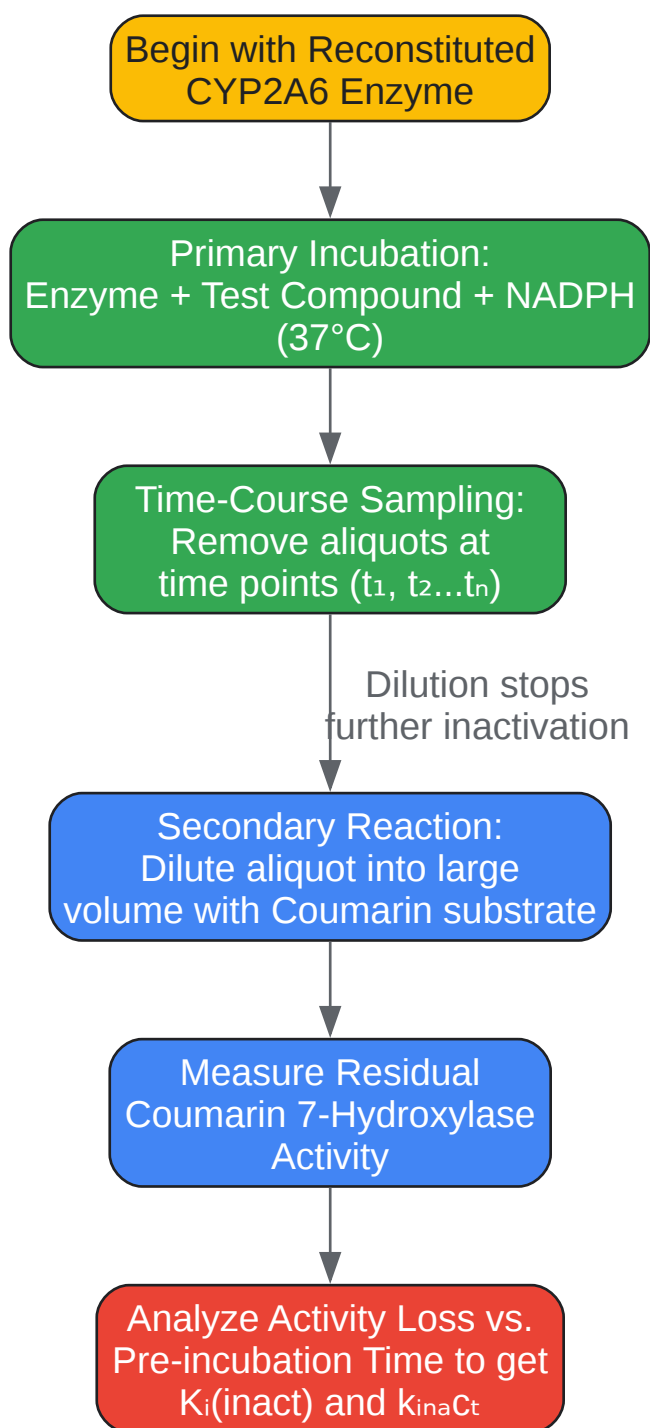 Begin with Reconstituted
CYP2A6 Enzyme
Primary Incubation:
Enzyme + Test Compound + NADPH
(37°C)
Time-Course Sampling:
Remove aliquots at
time points (t₁, t₂...tₙ)
Dilution stops
further inactivation
Secondary Reaction:
Dilute aliquot into large
volume with Coumarin substrate
Measure Residual
Coumarin 7-Hydroxylase
Activity
Analyze Activity Loss vs.
Pre-incubation Time to get
Kᵢ(inact) and kᵢₙₐcₜ